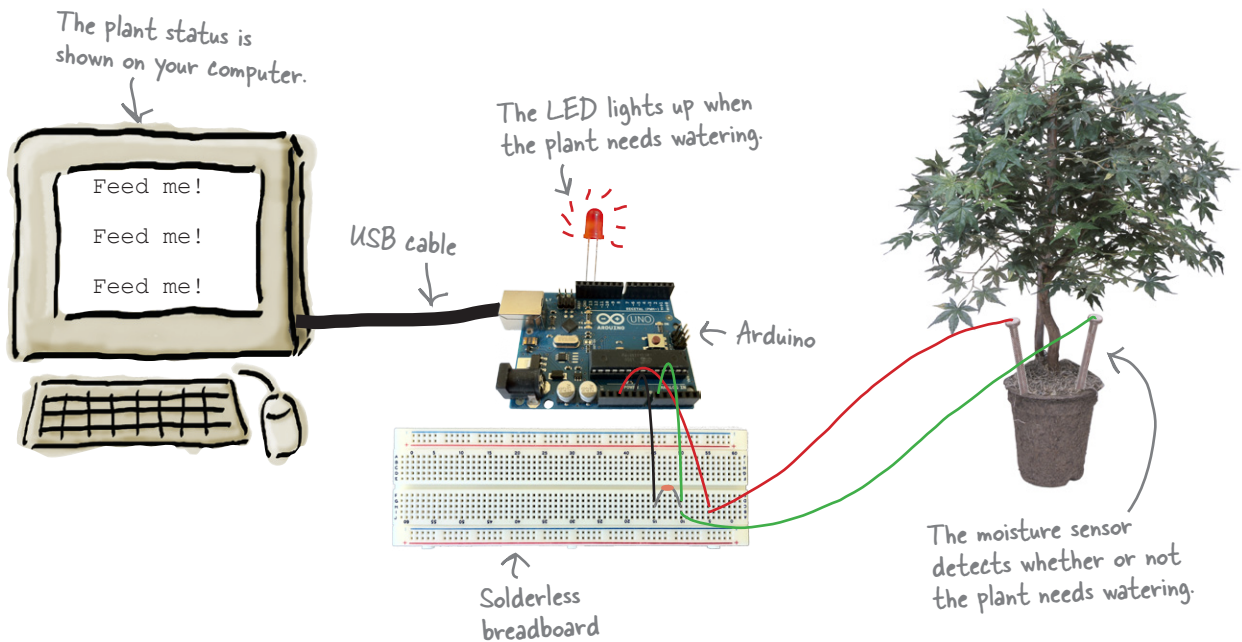 The plant status is
shown on your computer.
The LED lights up when
the plant needs watering.
Feed me!
Feed me!
Feed me!
USB cable
UNO
ARDUINO
Arduino
Solderless
breadboard
The moisture sensor
detects whether or not
the plant needs watering.